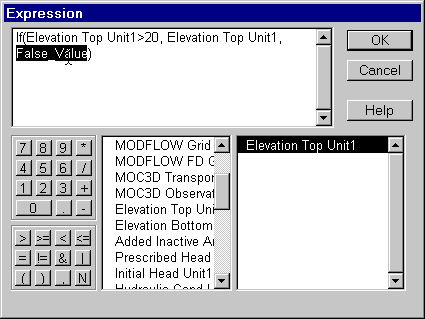 Expression
If(Elevation Top Unit1>20, Elevation Top Unit1,
False_Value)
OK
Cancel
Help
7 8 9 *
4 5 6 /
1 2 3 +
0 . -
> >= < <=
= != & |
( ) , N
MODFLOW Grid
MODFLOW FD G
MOC3D Transpor
MOC3D Observat
Elevation Top Uni
Elevation Bottom
Added Inactive Ar
Prescribed Head
Initial Head Unit1
Hydraulic Cond
Elevation Top Unit1